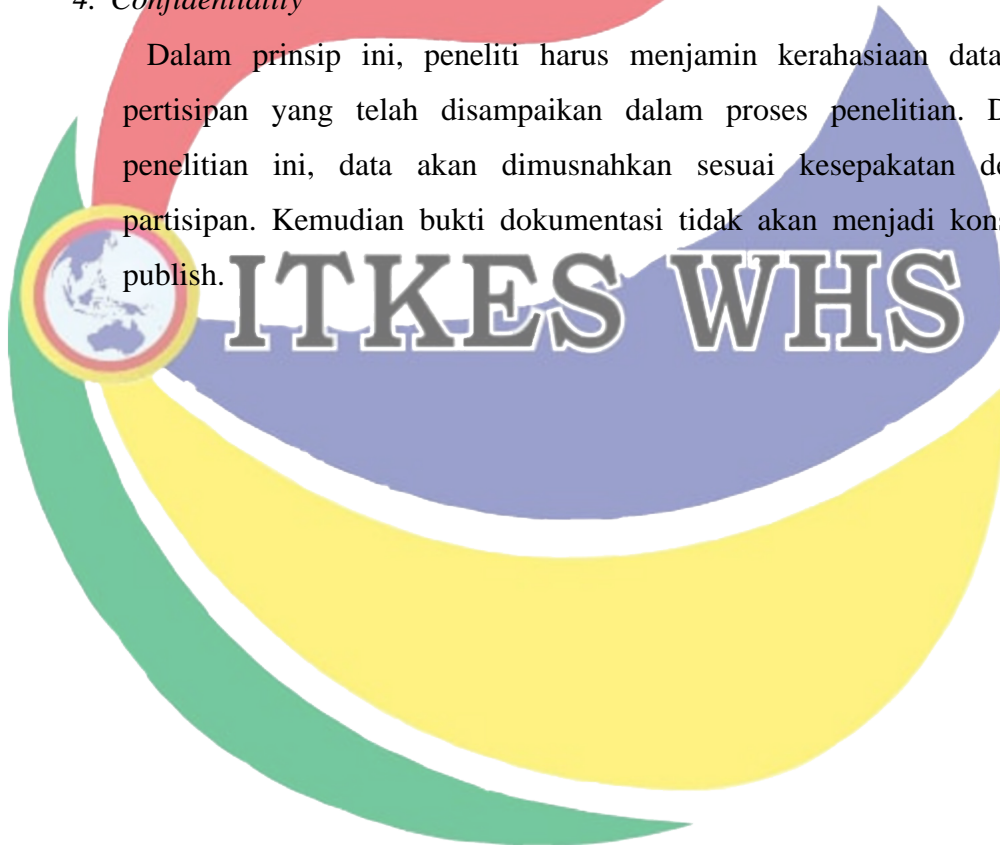 4. Confidentiality
Dalam prinsip ini, peneliti harus menjamin kerahasiaan data
pertisipan yang telah disampaikan dalam proses penelitian.
penelitian ini, data akan dimusnahkan sesuai kesepakatan
partisipan. Kemudian bukti dokumentasi tidak akan menjadi
publish.
ITKES WHS